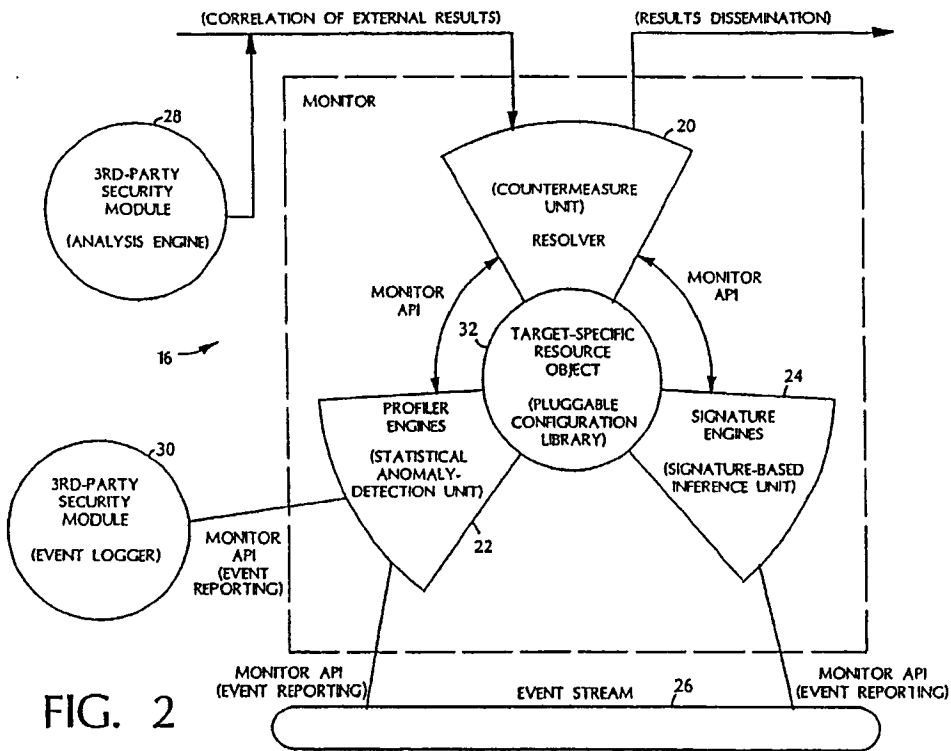 (CORRELATION OF EXTERNAL RESULTS)
(RESULTS DISSEMINATION)
MONITOR
28
3RD-PARTY
SECURITY
MODULE
(ANALYSIS ENGINE)
20
(COUNTERMEASURE
UNIT)
RESOLVER
MONITOR
API
MONITOR
API
16
32
TARGET-SPECIFIC
RESOURCE
OBJECT
(PLUGGABLE
CONFIGURATION
LIBRARY)
PROFILER
ENGINES
(STATISTICAL
ANOMALY-
DETECTION UNIT)
22
24
SIGNATURE
ENGINES
(SIGNATURE-BASED
INFERENCE UNIT)
30
3RD-PARTY
SECURITY
MODULE
(EVENT LOGGER)
MONITOR
API
(EVENT
REPORTING)
MONITOR API
(EVENT REPORTING)
EVENT STREAM
26
MONITOR API
(EVENT REPORTING)
FIG. 2